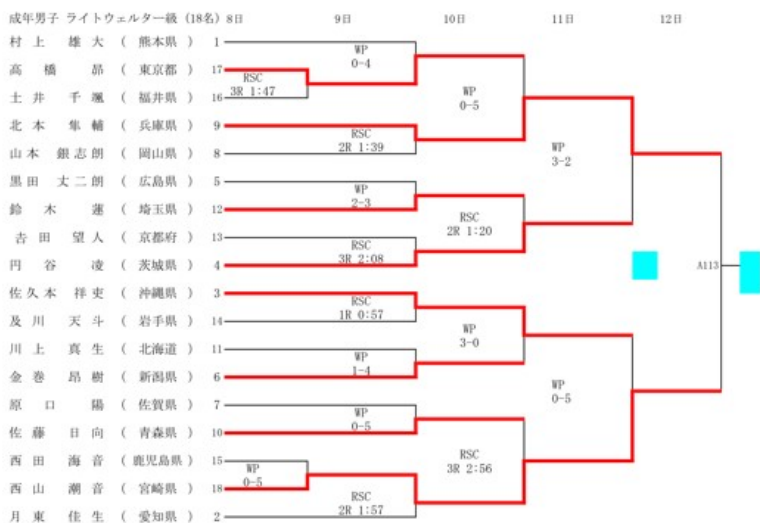 成年男子 ライトウェルター級 (18名) 8日 9日 10日 11日 12日
村上 雄大 ( 熊本県 ) 1
WP
0-4
高橋 昴 ( 東京都 ) 17
RSC
3R 1:47
土井 千颯 ( 福井県 ) 16
WP
0-5
北本 隼輔 ( 兵庫県 ) 9
RSC
2R 1:39
山本 銀志朗 ( 岡山県 ) 8
WP
3-2
黒田 丈二朗 ( 広島県 ) 5
WP
2-3
鈴木 蓮 ( 埼玉県 ) 12
RSC
2R 1:20
吉田 望人 ( 京都府 ) 13
RSC
3R 2:08
円谷 凌 ( 茨城県 ) 4
A113
佐久本 祥吏 ( 沖縄県 ) 3
RSC
1R 0:57
及川 天斗 ( 岩手県 ) 14
WP
3-0
川上 真生 ( 北海道 ) 11
WP
1-4
金巻 昂樹 ( 新潟県 ) 6
WP
0-5
原口 陽 ( 佐賀県 ) 7
WP
0-5
佐藤 日向 ( 青森県 ) 10
RSC
3R 2:56
西田 海音 ( 鹿児島県 ) 15
WP
0-5
西山 潮音 ( 宮崎県 ) 18
RSC
2R 1:57
月東 佳生 ( 愛知県 ) 2